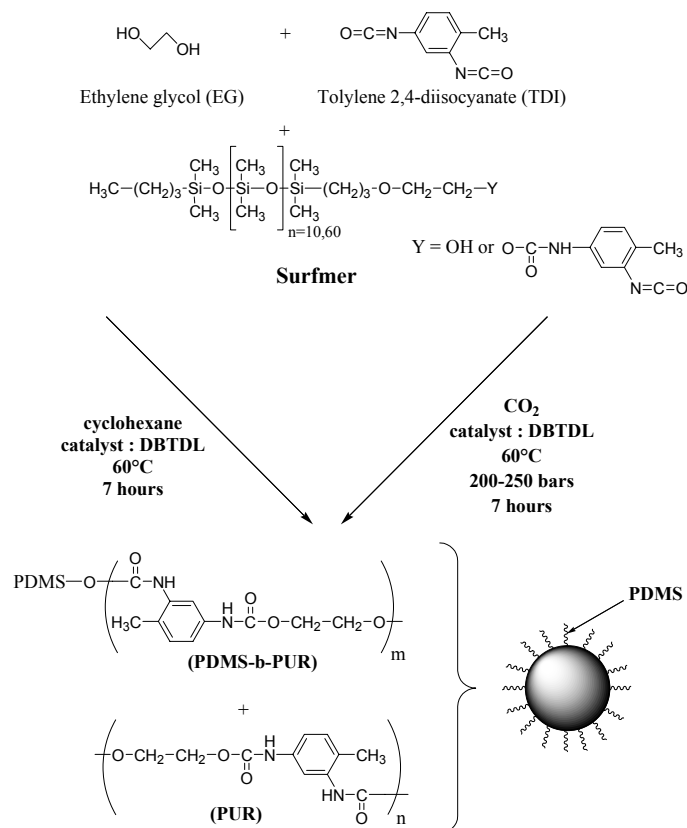 HO OH + O=C=N CH₃ N=C=O
Ethylene glycol (EG) Tolylene 2,4-diisocyanate (TDI)
+
CH₃ CH₃ CH₃
H₃C—(CH₂)₃—Si—O—Si—O—Si—(CH₂)₃—O—CH₂—CH₂—Y
CH₃ CH₃ CH₃
n=10,60
Surfmer
Y = OH or O—C—NH CH₃
O
N=C=O
cyclohexane
catalyst : DBTDL
60°C
7 hours
CO₂
catalyst : DBTDL
60°C
200-250 bars
7 hours
O
PDMS—O C—NH
H O
H₃C N—C—O—CH₂—CH₂—O
m
(PDMS-b-PUR)
PDMS
+
O—CH₂—CH₂—O—C—N CH₃
H
O
HN—C
O
n
(PUR)